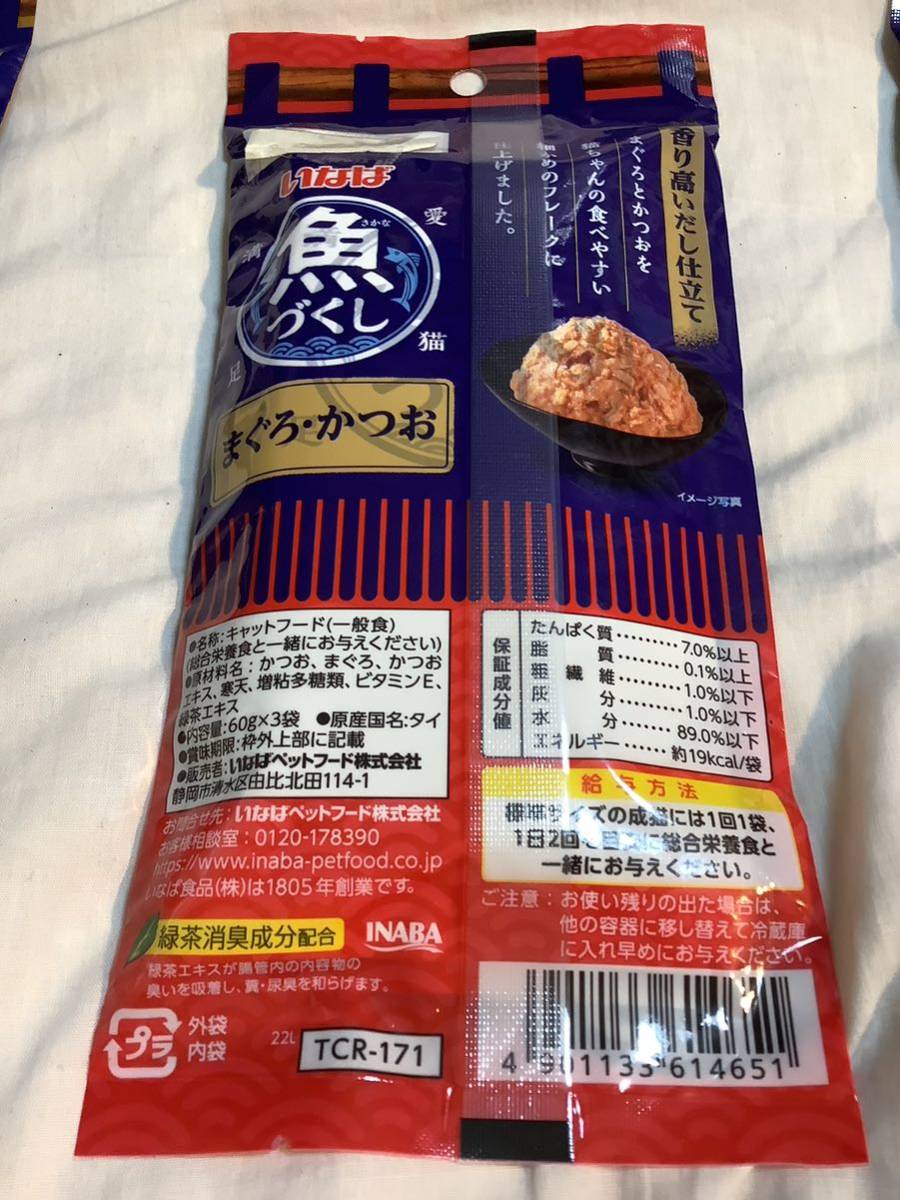 香り高いだし仕立て
まぐろとかつおを
猫ちゃんの食べやすい
細かめのフレークに
仕上げました。
いなば
愛猫満足
さかな
魚
づくし
まぐろ・かつお
イメージ写真
●名称:キャットフード(一般食)
(総合栄養食と一緒にお与えください)
●原材料名:かつお、まぐろ、かつお
エキス、寒天、増粘多糖類、ビタミンE、
緑茶エキス
●内容量:60g×3袋 ●原産国名:タイ
●賞味期限:枠外上部に記載
●販売者:いなばペットフード株式会社
静岡市清水区由比北田114-1
お問合せ先:いなばペットフード株式会社
お客様相談室:0120-178390
https://www.inaba-petfood.co.jp
いなば食品(株)は1805年創業です。
緑茶消臭成分配合
INABA
緑茶エキスが腸管内の内容物の
臭いを吸着し、糞・尿臭を和らげます。
プラ
外袋
内袋
22L
TCR-171
保証成分値
たんぱく質……7.0%以上
脂質……0.1%以上
粗繊維……1.0%以下
灰分……1.0%以下
水分……89.0%以下
エネルギー……約19kcal/袋
給与方法
標準サイズの成猫には1回1袋、
1日2回を目安に総合栄養食と
一緒にお与えください。
ご注意:お使い残りの出た場合は、
他の容器に移し替えて冷蔵庫
に入れ早めにお与えください。
4 901133 614651